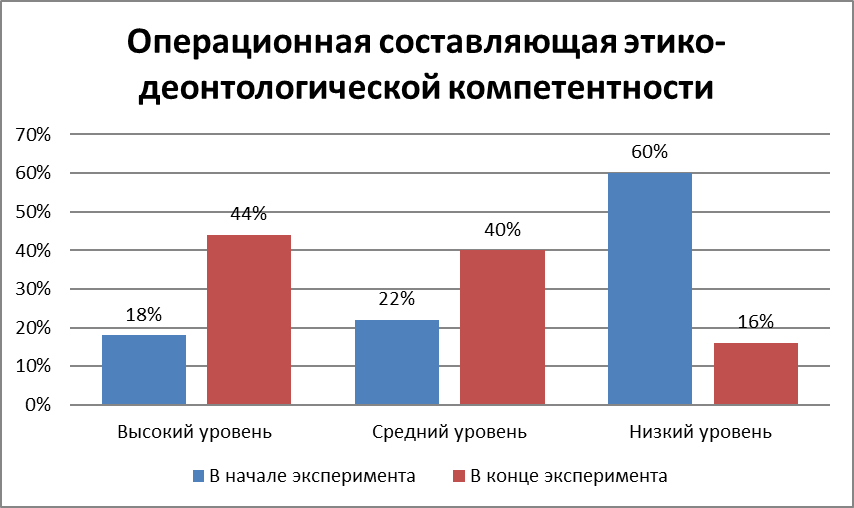 Операционная составляющая этико-
деонтологической компетентности
70%
60%
50%
40%
30%
20%
10%
0%
18%
44%
22%
40%
60%
16%
Высокий уровень
Средний уровень
Низкий уровень
В начале эксперимента
В конце эксперимента